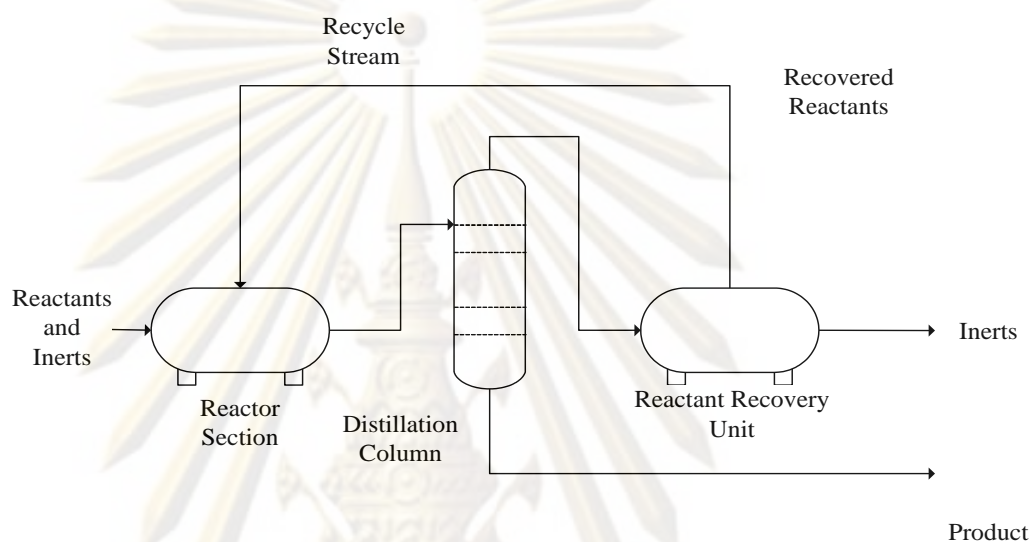 Recycle
Stream
Recovered
Reactants
Reactants
and
Inerts
Reactor
Section
Distillation
Column
Reactant Recovery
Unit
Inerts
Product